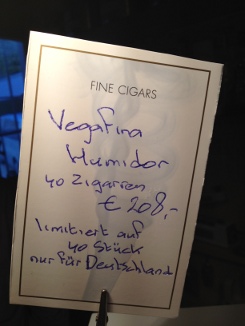 FINE CIGARS
Vegafina
Humidor
40 Zigarren
€ 208,-
limitiert auf
40 Stück
nur für Deutschland